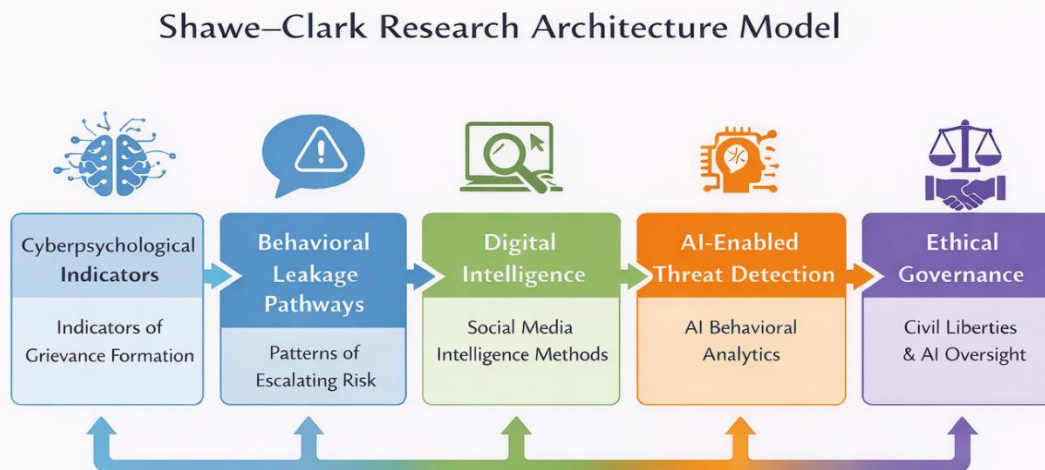 Shawe–Clark Research Architecture Model
Cyberpsychological
Indicators
Indicators of
Grievance Formation
Behavioral
Leakage
Pathways
Patterns of
Escalating Risk
Digital
Intelligence
Social Media
Intelligence Methods
AI-Enabled
Threat Detection
AI Behavioral
Analytics
Ethical
Governance
Civil Liberties
& AI Oversight